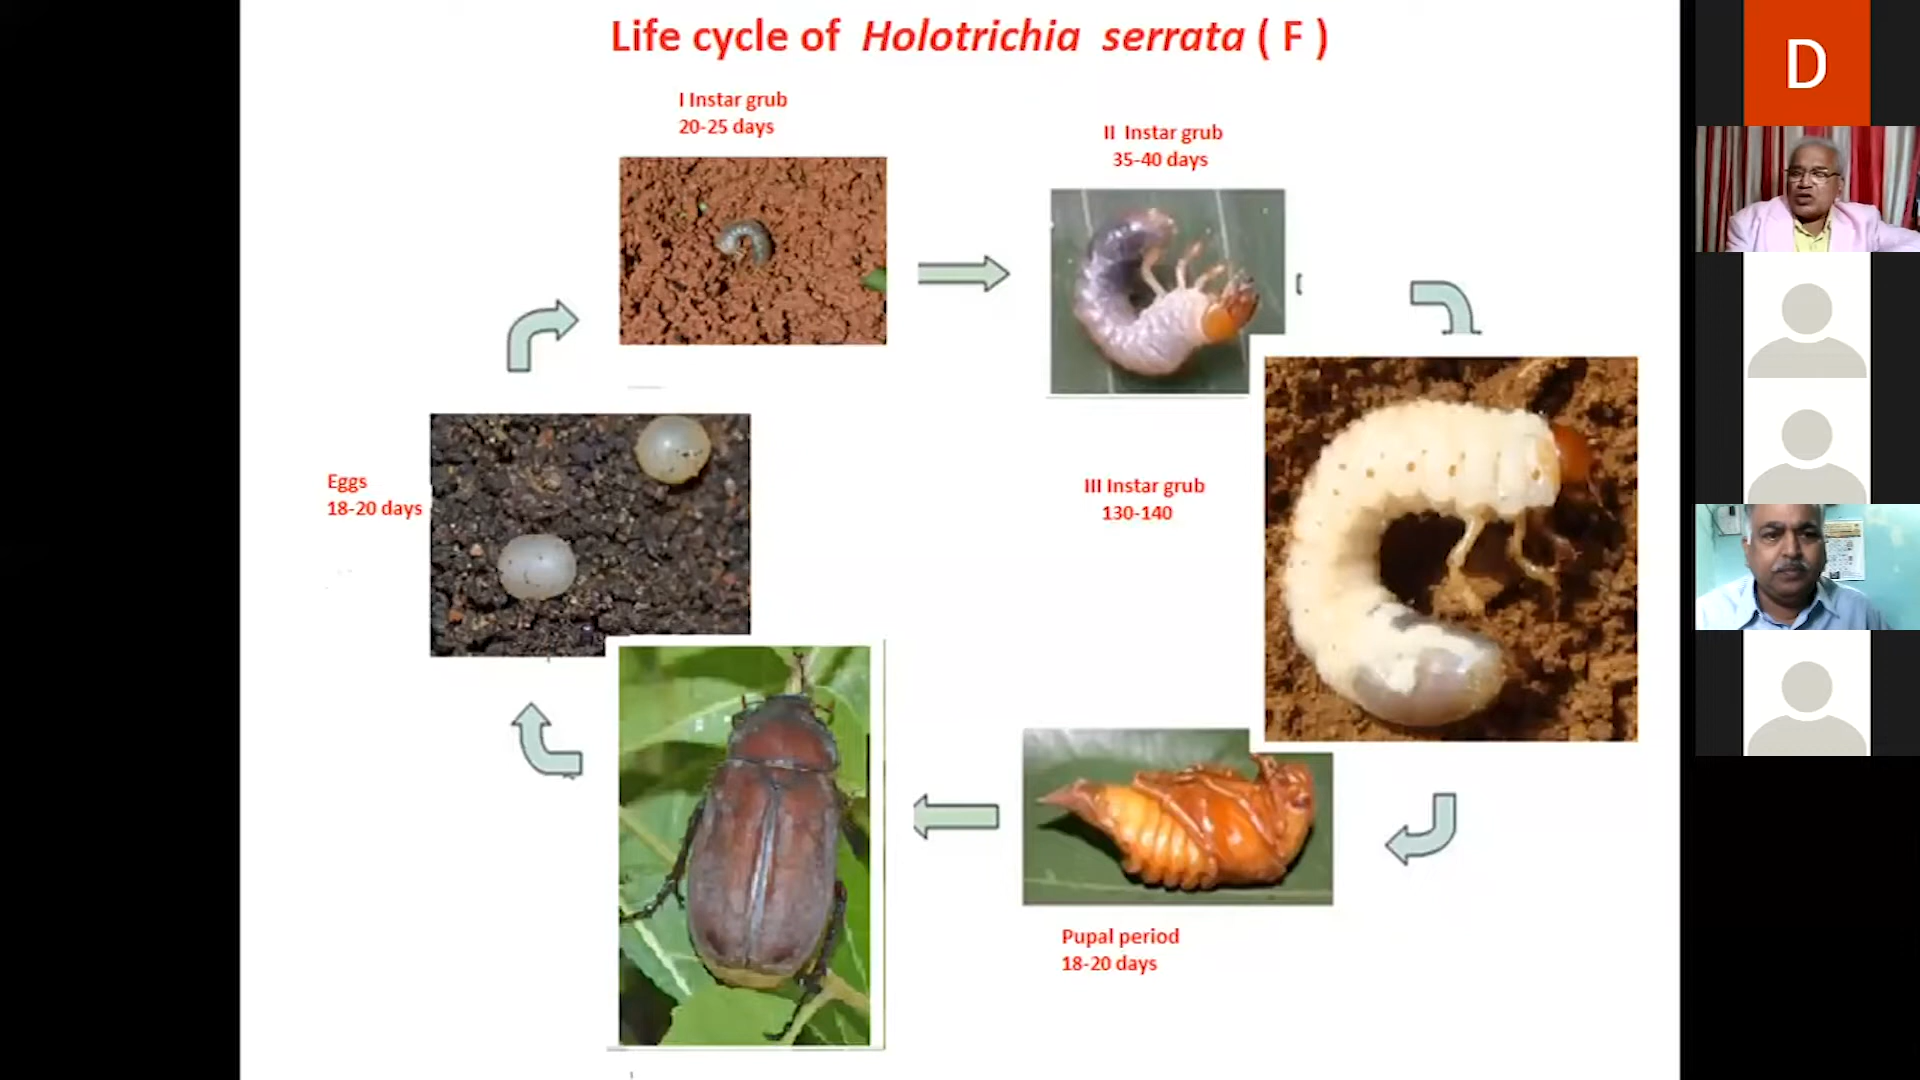 Life cycle of Holotrichia serrata ( F )
I Instar grub
20-25 days
II Instar grub
35-40 days
Eggs
18-20 days
III Instar grub
130-140
Pupal period
18-20 days
D